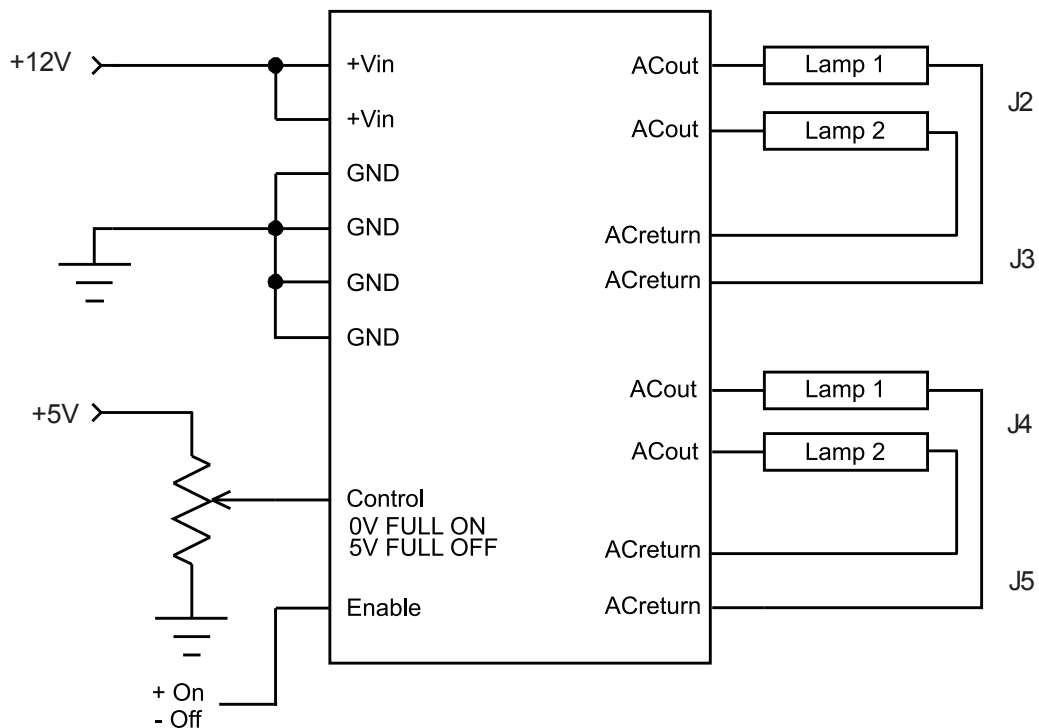 +12V
+Vin
+Vin
GND
GND
GND
GND
+5V
Control
0V FULL ON
5V FULL OFF
Enable
+ On
- Off
ACout
Lamp 1
J2
ACout
Lamp 2
ACreturn
J3
ACreturn
ACout
Lamp 1
J4
ACout
Lamp 2
ACreturn
J5
ACreturn